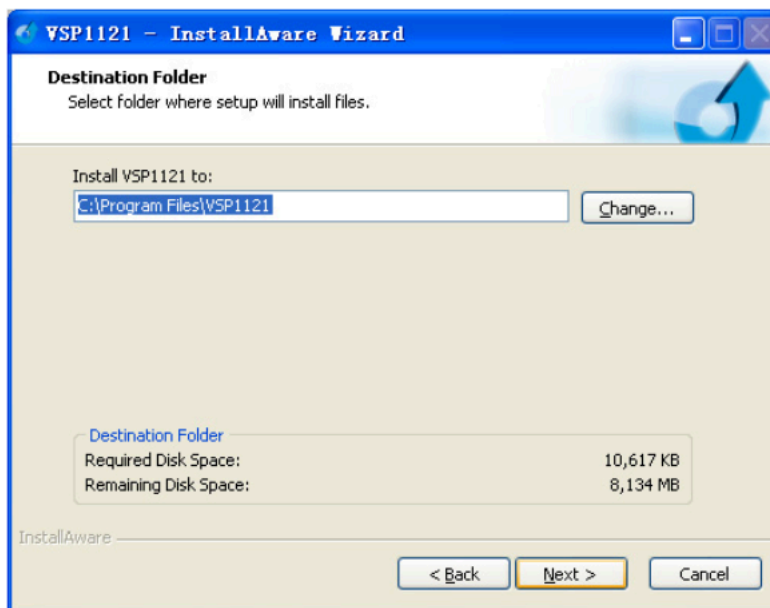 VSP1121 - InstallAware Wizard
Destination Folder
Select folder where setup will install files.
Install VSP1121 to:
C:\Program Files\VSP1121
Change...
Destination Folder
Required Disk Space: 10,617 KB
Remaining Disk Space: 8,134 MB
InstallAware
< Back Next > Cancel